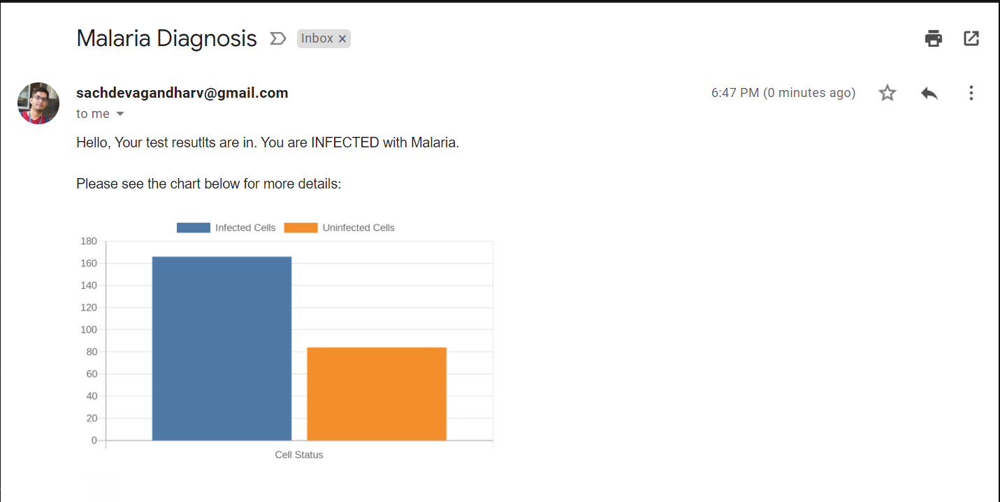 Malaria Diagnosis Inbox ×
sachdevagandharv@gmail.com 6:47 PM (0 minutes ago)
to me
Hello, Your test resutlts are in. You are INFECTED with Malaria.
Please see the chart below for more details:
Infected Cells Uninfected Cells
180
160
140
120
100
80
60
40
20
0
Cell Status